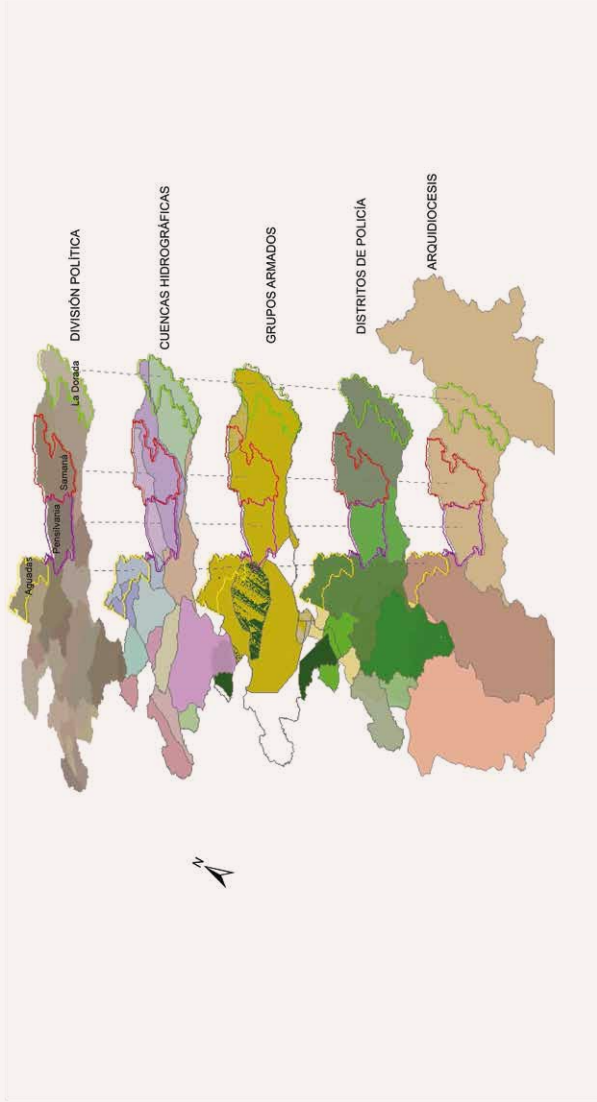 DIVISIÓN POLÍTICA
Aguadas
Pensilvania
Samaná
La Dorada
CUENCAS HIDROGRÁFICAS
GRUPOS ARMADOS
DISTRITOS DE POLICÍA
ARQUIDIOCESIS
N